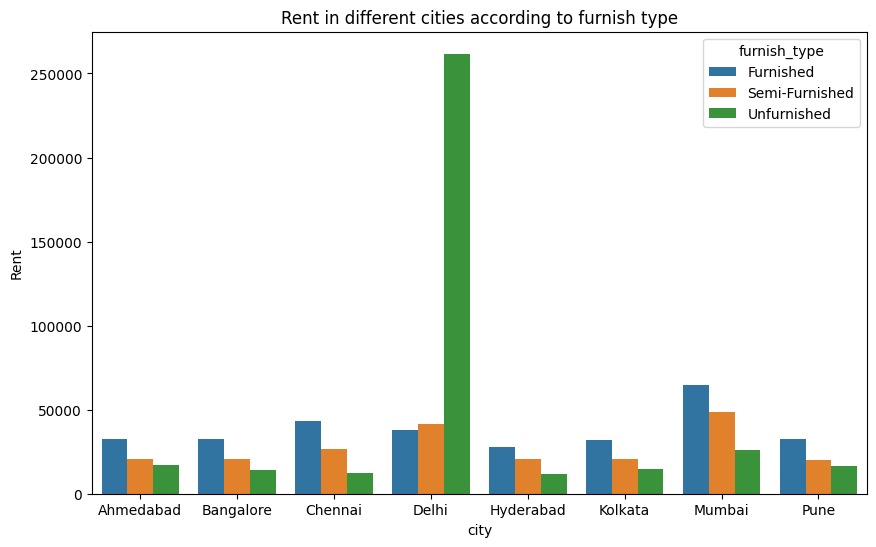 Rent in different cities according to furnish type
furnish_type
Furnished
Semi-Furnished
Unfurnished
250000
200000
150000
100000
50000
0
Rent
Ahmedabad Bangalore Chennai Delhi Hyderabad Kolkata Mumbai Pune
city